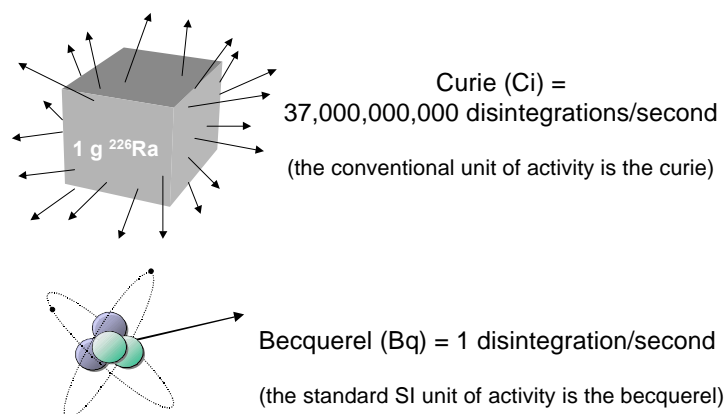 Curie (Ci) =
37,000,000,000 disintegrations/second
1 g ²²⁶Ra
(the conventional unit of activity is the curie)
Becquerel (Bq) = 1 disintegration/second
(the standard SI unit of activity is the becquerel)